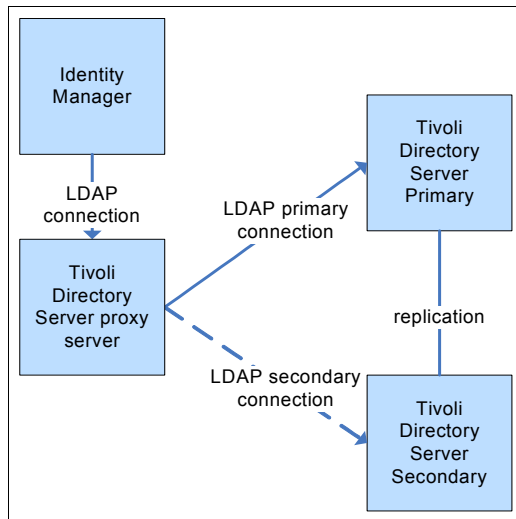 Identity
Manager
LDAP
connection
Tivoli
Directory
Server proxy
server
LDAP primary
connection
Tivoli
Directory
Server
Primary
replication
LDAP secondary
connection
Tivoli
Directory
Server
Secondary